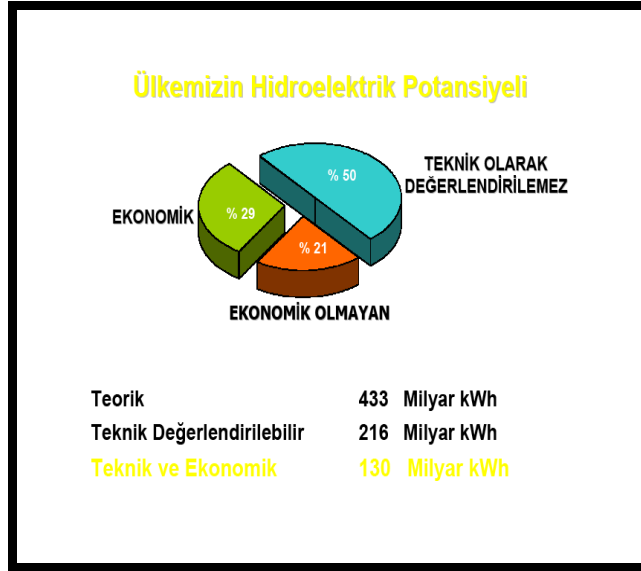 Ülkemizin Hidroelektrik Potansiyeli
% 50
TEKNİK OLARAK
DEĞERLENDİRİLEMEZ
EKONOMİK
% 29
% 21
EKONOMİK OLMAYAN
Teorik 433 Milyar kWh
Teknik Değerlendirilebilir 216 Milyar kWh
Teknik ve Ekonomik 130 Milyar kWh